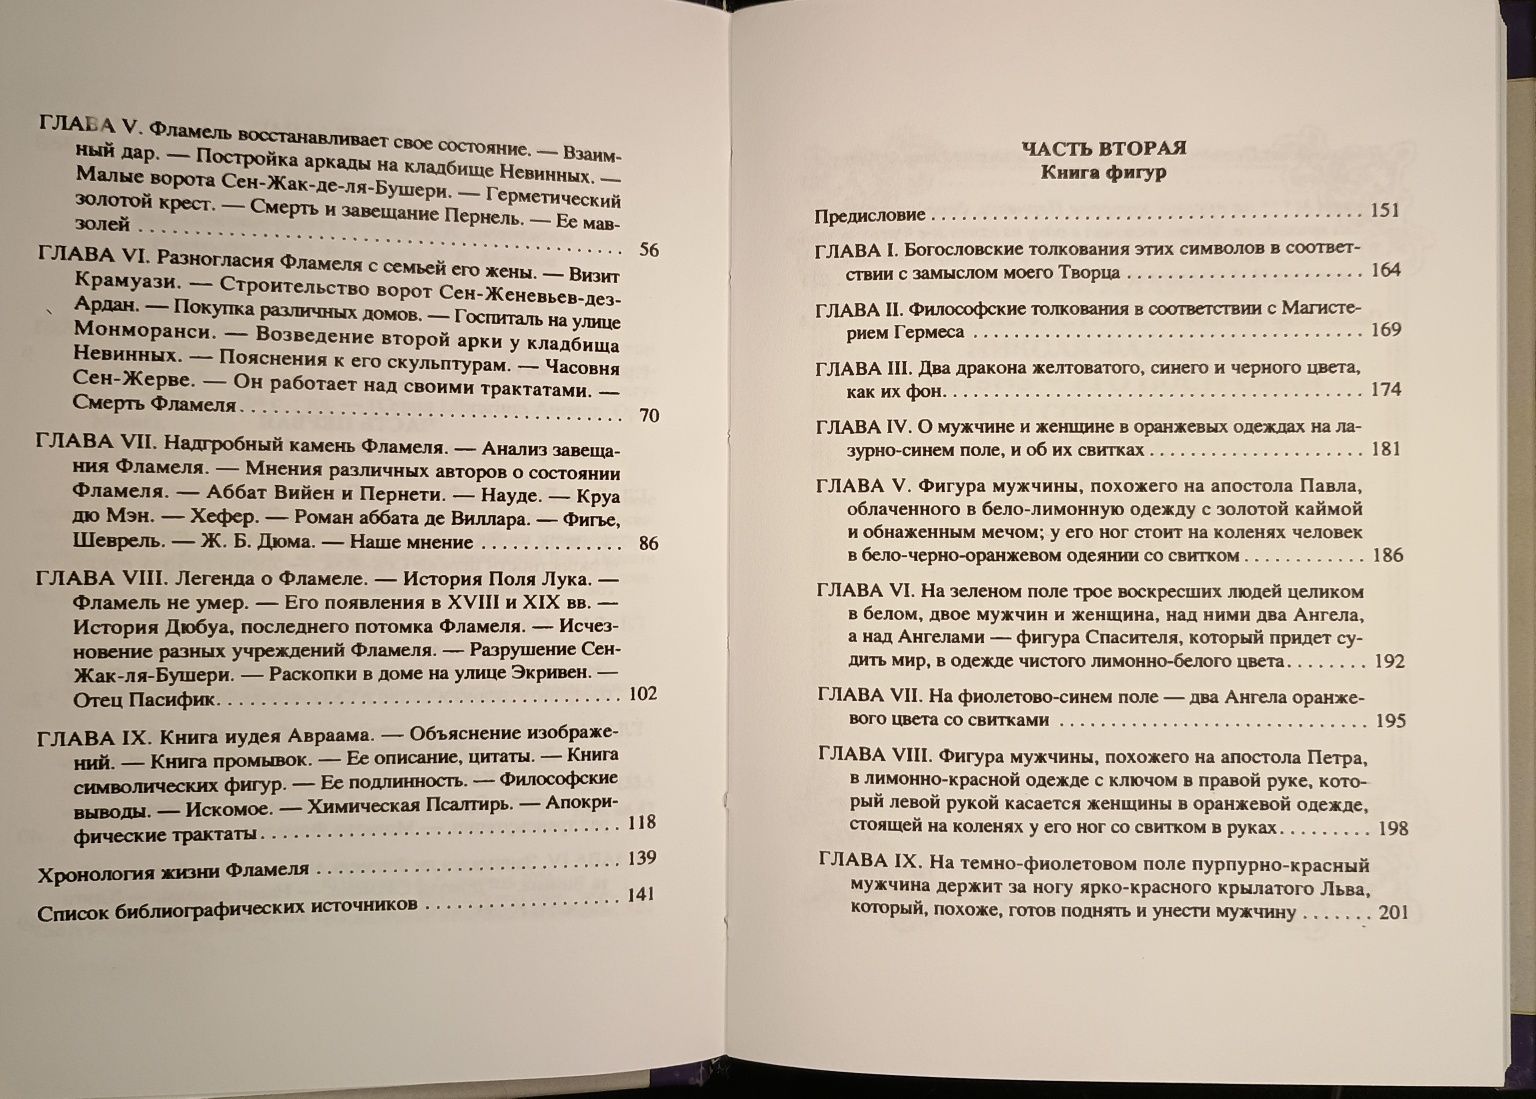 ГЛАВА V. Фламель восстанавливает свое состояние. — Взаим-
ный дар. — Постройка аркады на кладбище Невинных. —
Малые ворота Сен-Жак-де-ля-Бушери. — Герметический
золотой крест. — Смерть и завещание Пернель. — Ее мав-
золей . . . . . . . . . . . . . . . . . . . . . . . . . . . . . . . . . . . . . . . . 56
ГЛАВА VI. Разногласия Фламеля с семьей его жены. — Визит
Крамуази. — Строительство ворот Сен-Женевьев-дез-
Ардан. — Покупка различных домов. — Госпиталь на улице
Монморанси. — Возведение второй арки у кладбища
Невинных. — Пояснения к его скульптурам. — Часовня
Сен-Жерве. — Он работает над своими трактатами. —
Смерть Фламеля. . . . . . . . . . . . . . . . . . . . . . . . . . . . . . . . 70
ГЛАВА VII. Надгробный камень Фламеля. — Анализ завеща-
ния Фламеля. — Мнения различных авторов о состоянии
Фламеля. — Аббат Вийен и Пернети. — Науде. — Круа
дю Мэн. — Хефер. — Роман аббата де Виллара. — Фигье,
Шеврель. — Ж. Б. Дюма. — Наше мнение . . . . . . . . . . . . 86
ГЛАВА VIII. Легенда о Фламеле. — История Поля Лука. —
Фламель не умер. — Его появления в XVIII и XIX вв. —
История Дюбуа, последнего потомка Фламеля. — Исчез-
новение разных учреждений Фламеля. — Разрушение Сен-
Жак-ля-Бушери. — Раскопки в доме на улице Экривен. —
Отец Пасифик. . . . . . . . . . . . . . . . . . . . . . . . . . . . . . . . . 102
ГЛАВА IX. Книга иудея Авраама. — Объяснение изображе-
ний. — Книга промывок. — Ее описание, цитаты. — Книга
символических фигур. — Ее подлинность. — Философские
выводы. — Искомое. — Химическая Псалтирь. — Апокри-
фические трактаты. . . . . . . . . . . . . . . . . . . . . . . . . . . . . 118
Хронология жизни Фламеля . . . . . . . . . . . . . . . . . . . . . . . . 139
Список библиографических источников . . . . . . . . . . . . . . . 141
ЧАСТЬ ВТОРАЯ
Книга фигур
Предисловие . . . . . . . . . . . . . . . . . . . . . . . . . . . . . . . . . . 151
ГЛАВА I. Богословские толкования этих символов в соответ-
ствии с замыслом моего Творца . . . . . . . . . . . . . . . . . . . 164
ГЛАВА II. Философские толкования в соответствии с Магисте-
рием Гермеса . . . . . . . . . . . . . . . . . . . . . . . . . . . . . . . 169
ГЛАВА III. Два дракона желтоватого, синего и черного цвета,
как их фон. . . . . . . . . . . . . . . . . . . . . . . . . . . . . . . . . 174
ГЛАВА IV. О мужчине и женщине в оранжевых одеждах на ла-
зурно-синем поле, и об их свитках . . . . . . . . . . . . . . . . . 181
ГЛАВА V. Фигура мужчины, похожего на апостола Павла,
облаченного в бело-лимонную одежду с золотой каймой
и обнаженным мечом; у его ног стоит на коленях человек
в бело-черно-оранжевом одеянии со свитком . . . . . . . . . . . . 186
ГЛАВА VI. На зеленом поле трое воскресших людей целиком
в белом, двое мужчин и женщина, над ними два Ангела,
а над Ангелами — фигура Спасителя, который придет су-
дить мир, в одежде чистого лимонно-белого цвета. . . . . . . 192
ГЛАВА VII. На фиолетово-синем поле — два Ангела оранже-
вого цвета со свитками . . . . . . . . . . . . . . . . . . . . . . . . . 195
ГЛАВА VIII. Фигура мужчины, похожего на апостола Петра,
в лимонно-красной одежде с ключом в правой руке, кото-
рый левой рукой касается женщины в оранжевой одежде,
стоящей на коленях у его ног со свитком в руках. . . . . . . . 198
ГЛАВА IX. На темно-фиолетовом поле пурпурно-красный
мужчина держит за ногу ярко-красного крылатого Льва,
который, похоже, готов поднять и унести мужчину . . . . . . . 201